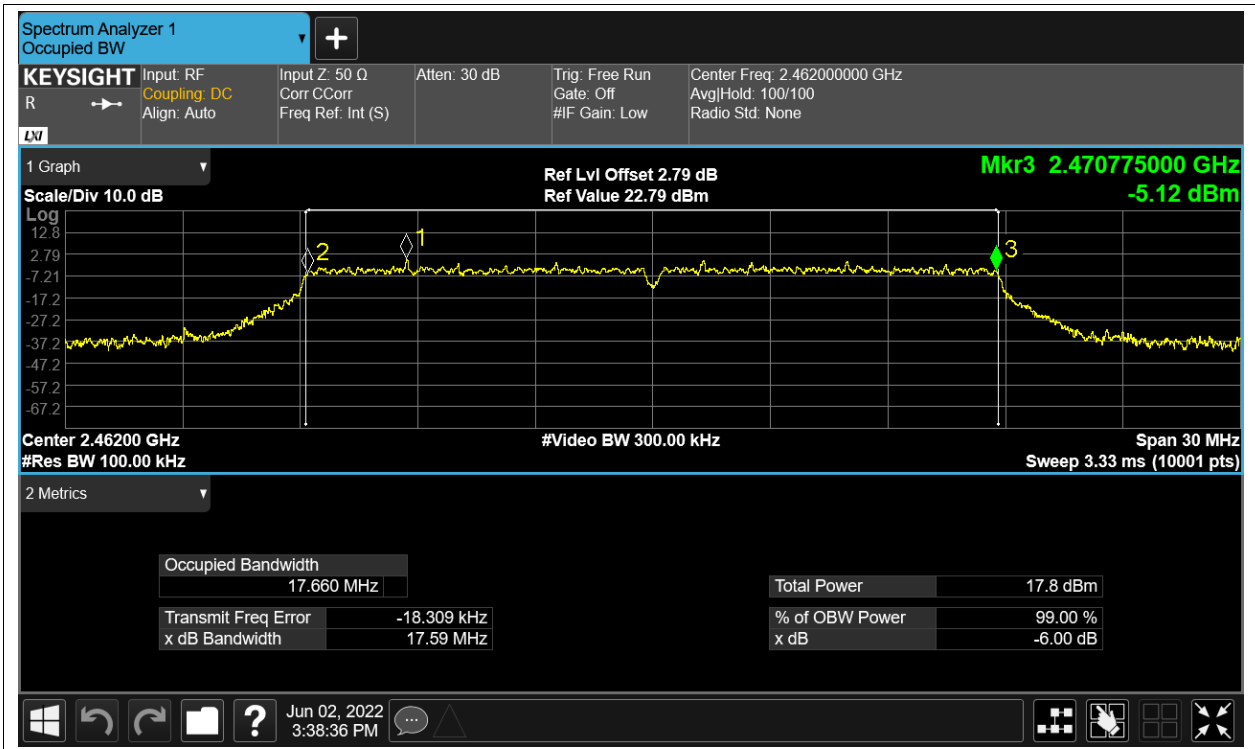 Spectrum Analyzer 1
Occupied BW
KEYSIGHT
R
LXI
Input: RF
Coupling: DC
Align: Auto
Input Z: 50 Ω
Corr CCorr
Freq Ref: Int (S)
Atten: 30 dB
Trig: Free Run
Gate: Off
#IF Gain: Low
Center Freq: 2.462000000 GHz
Avg|Hold: 100/100
Radio Std: None
1 Graph
Scale/Div 10.0 dB
Ref Lvl Offset 2.79 dB
Ref Value 22.79 dBm
Mkr3 2.470775000 GHz
-5.12 dBm
Log
12.8
2.79
-7.21
-17.2
-27.2
-37.2
-47.2
-57.2
-67.2
2
1
3
Center 2.46200 GHz
#Res BW 100.00 kHz
#Video BW 300.00 kHz
Span 30 MHz
Sweep 3.33 ms (10001 pts)
2 Metrics
Occupied Bandwidth
17.660 MHz
Transmit Freq Error -18.309 kHz
x dB Bandwidth 17.59 MHz
Total Power 17.8 dBm
% of OBW Power 99.00 %
x dB -6.00 dB
?
Jun 02, 2022
3:38:36 PM